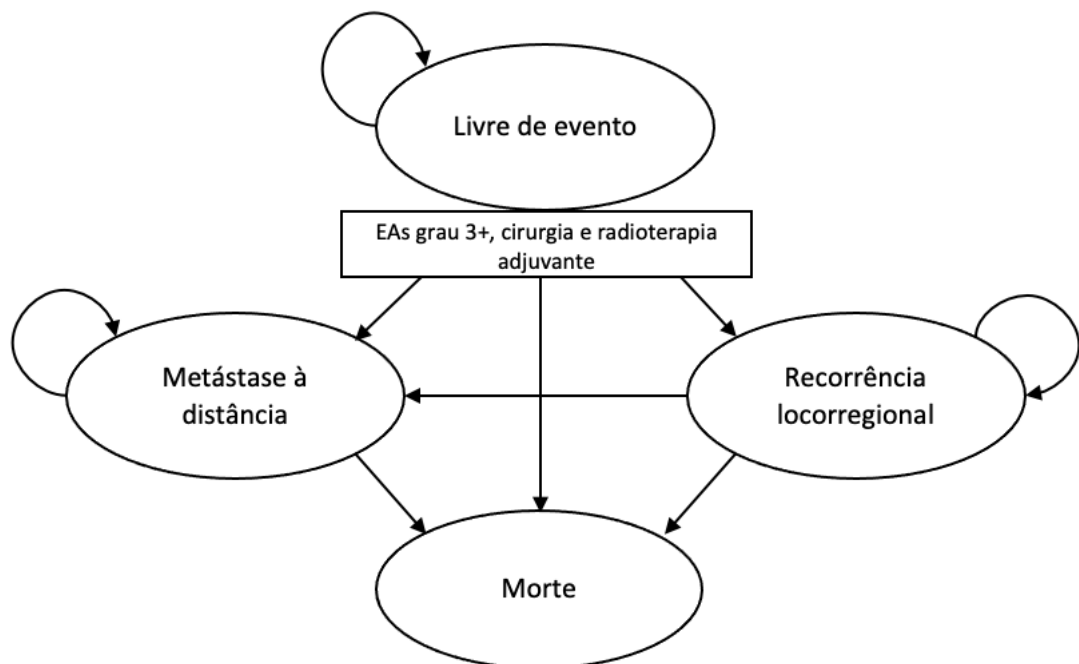 Livre de evento
EAs grau 3+, cirurgia e radioterapia
adjuvante
Metástase à
distância
Recorrência
locorregional
Morte